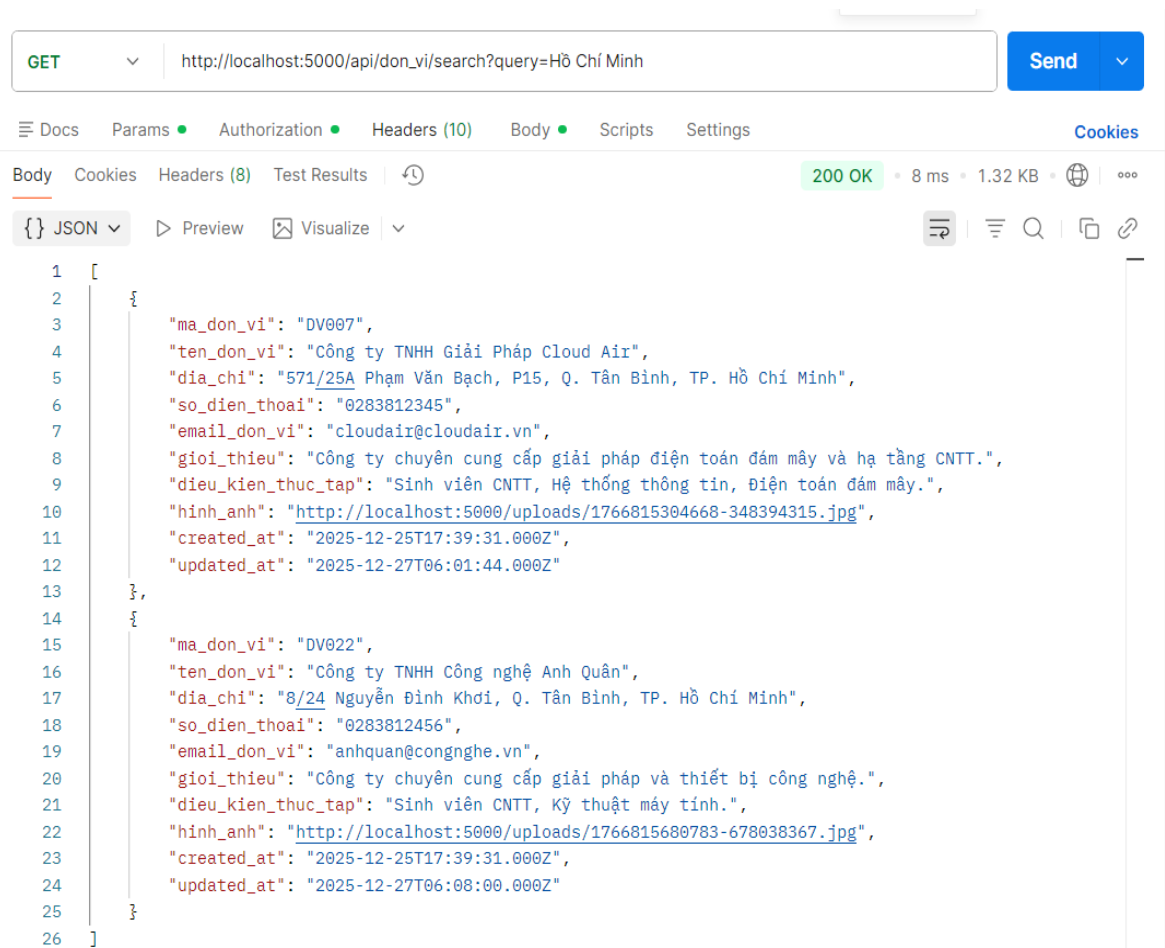 GET http://localhost:5000/api/don_vi/search?query=Hồ Chí Minh Send
Docs Params Authorization Headers (10) Body Scripts Settings Cookies
Body Cookies Headers (8) Test Results 200 OK 8 ms 1.32 KB
{} JSON Preview Visualize
1 [
2 {
3 "ma_don_vi": "DV007",
4 "ten_don_vi": "Công ty TNHH Giải Pháp Cloud Air",
5 "dia_chi": "571/25A Phạm Văn Bạch, P15, Q. Tân Bình, TP. Hồ Chí Minh",
6 "so_dien_thoai": "0283812345",
7 "email_don_vi": "cloudair@cloudair.vn",
8 "gioi_thieu": "Công ty chuyên cung cấp giải pháp điện toán đám mây và hạ tầng CNTT.",
9 "dieu_kien_thuc_tap": "Sinh viên CNTT, Hệ thống thông tin, Điện toán đám mây.",
10 "hinh_anh": "http://localhost:5000/uploads/1766815304668-348394315.jpg",
11 "created_at": "2025-12-25T17:39:31.000Z",
12 "updated_at": "2025-12-27T06:01:44.000Z"
13 },
14 {
15 "ma_don_vi": "DV022",
16 "ten_don_vi": "Công ty TNHH Công nghệ Anh Quân",
17 "dia_chi": "8/24 Nguyễn Đình Khơi, Q. Tân Bình, TP. Hồ Chí Minh",
18 "so_dien_thoai": "0283812456",
19 "email_don_vi": "anhquan@congnghe.vn",
20 "gioi_thieu": "Công ty chuyên cung cấp giải pháp và thiết bị công nghệ.",
21 "dieu_kien_thuc_tap": "Sinh viên CNTT, Kỹ thuật máy tính.",
22 "hinh_anh": "http://localhost:5000/uploads/1766815680783-678038367.jpg",
23 "created_at": "2025-12-25T17:39:31.000Z",
24 "updated_at": "2025-12-27T06:08:00.000Z"
25 }
26 ]